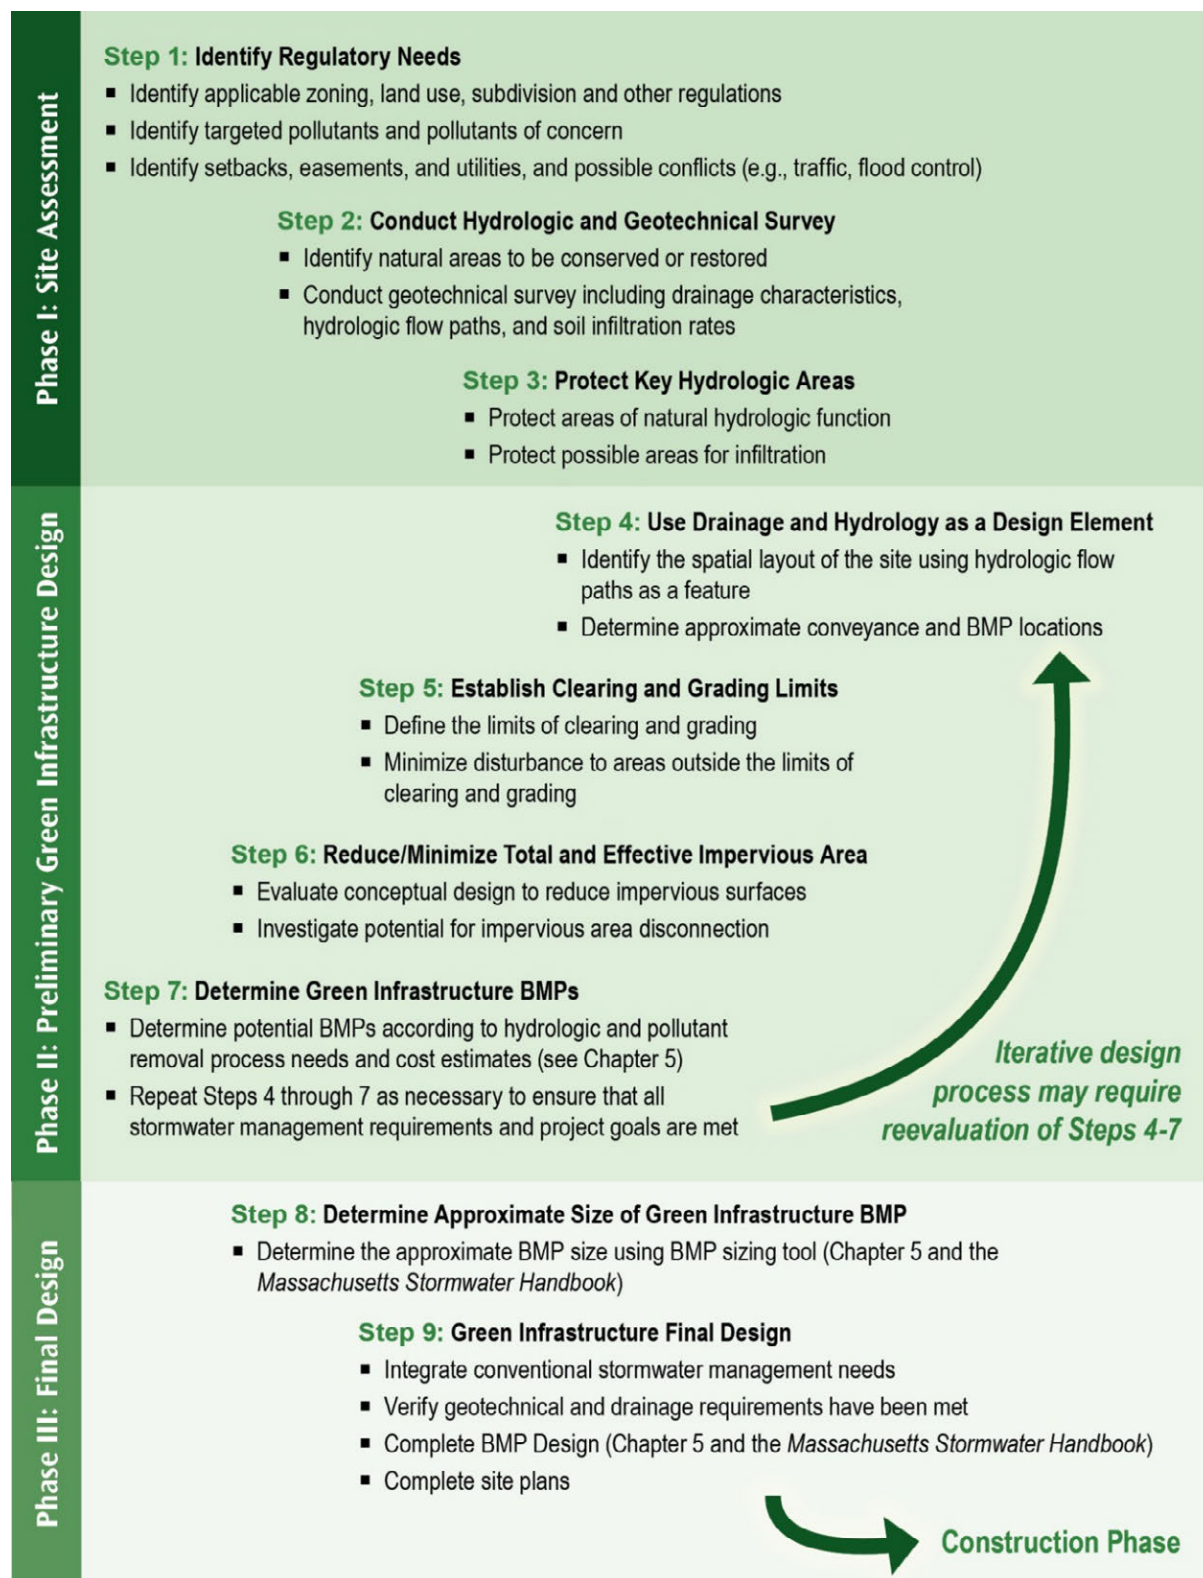 Phase I: Site Assessment
Step 1: Identify Regulatory Needs
▪ Identify applicable zoning, land use, subdivision and other regulations
▪ Identify targeted pollutants and pollutants of concern
▪ Identify setbacks, easements, and utilities, and possible conflicts (e.g., traffic, flood control)
Step 2: Conduct Hydrologic and Geotechnical Survey
▪ Identify natural areas to be conserved or restored
▪ Conduct geotechnical survey including drainage characteristics,
hydrologic flow paths, and soil infiltration rates
Step 3: Protect Key Hydrologic Areas
▪ Protect areas of natural hydrologic function
▪ Protect possible areas for infiltration
Phase II: Preliminary Green Infrastructure Design
Step 4: Use Drainage and Hydrology as a Design Element
▪ Identify the spatial layout of the site using hydrologic flow
paths as a feature
▪ Determine approximate conveyance and BMP locations
Step 5: Establish Clearing and Grading Limits
▪ Define the limits of clearing and grading
▪ Minimize disturbance to areas outside the limits of
clearing and grading
Step 6: Reduce/Minimize Total and Effective Impervious Area
▪ Evaluate conceptual design to reduce impervious surfaces
▪ Investigate potential for impervious area disconnection
Step 7: Determine Green Infrastructure BMPs
▪ Determine potential BMPs according to hydrologic and pollutant
removal process needs and cost estimates (see Chapter 5)
▪ Repeat Steps 4 through 7 as necessary to ensure that all
stormwater management requirements and project goals are met
Iterative design
process may require
reevaluation of Steps 4-7
Phase III: Final Design
Step 8: Determine Approximate Size of Green Infrastructure BMP
▪ Determine the approximate BMP size using BMP sizing tool (Chapter 5 and the
Massachusetts Stormwater Handbook)
Step 9: Green Infrastructure Final Design
▪ Integrate conventional stormwater management needs
▪ Verify geotechnical and drainage requirements have been met
▪ Complete BMP Design (Chapter 5 and the Massachusetts Stormwater Handbook)
▪ Complete site plans
Construction Phase